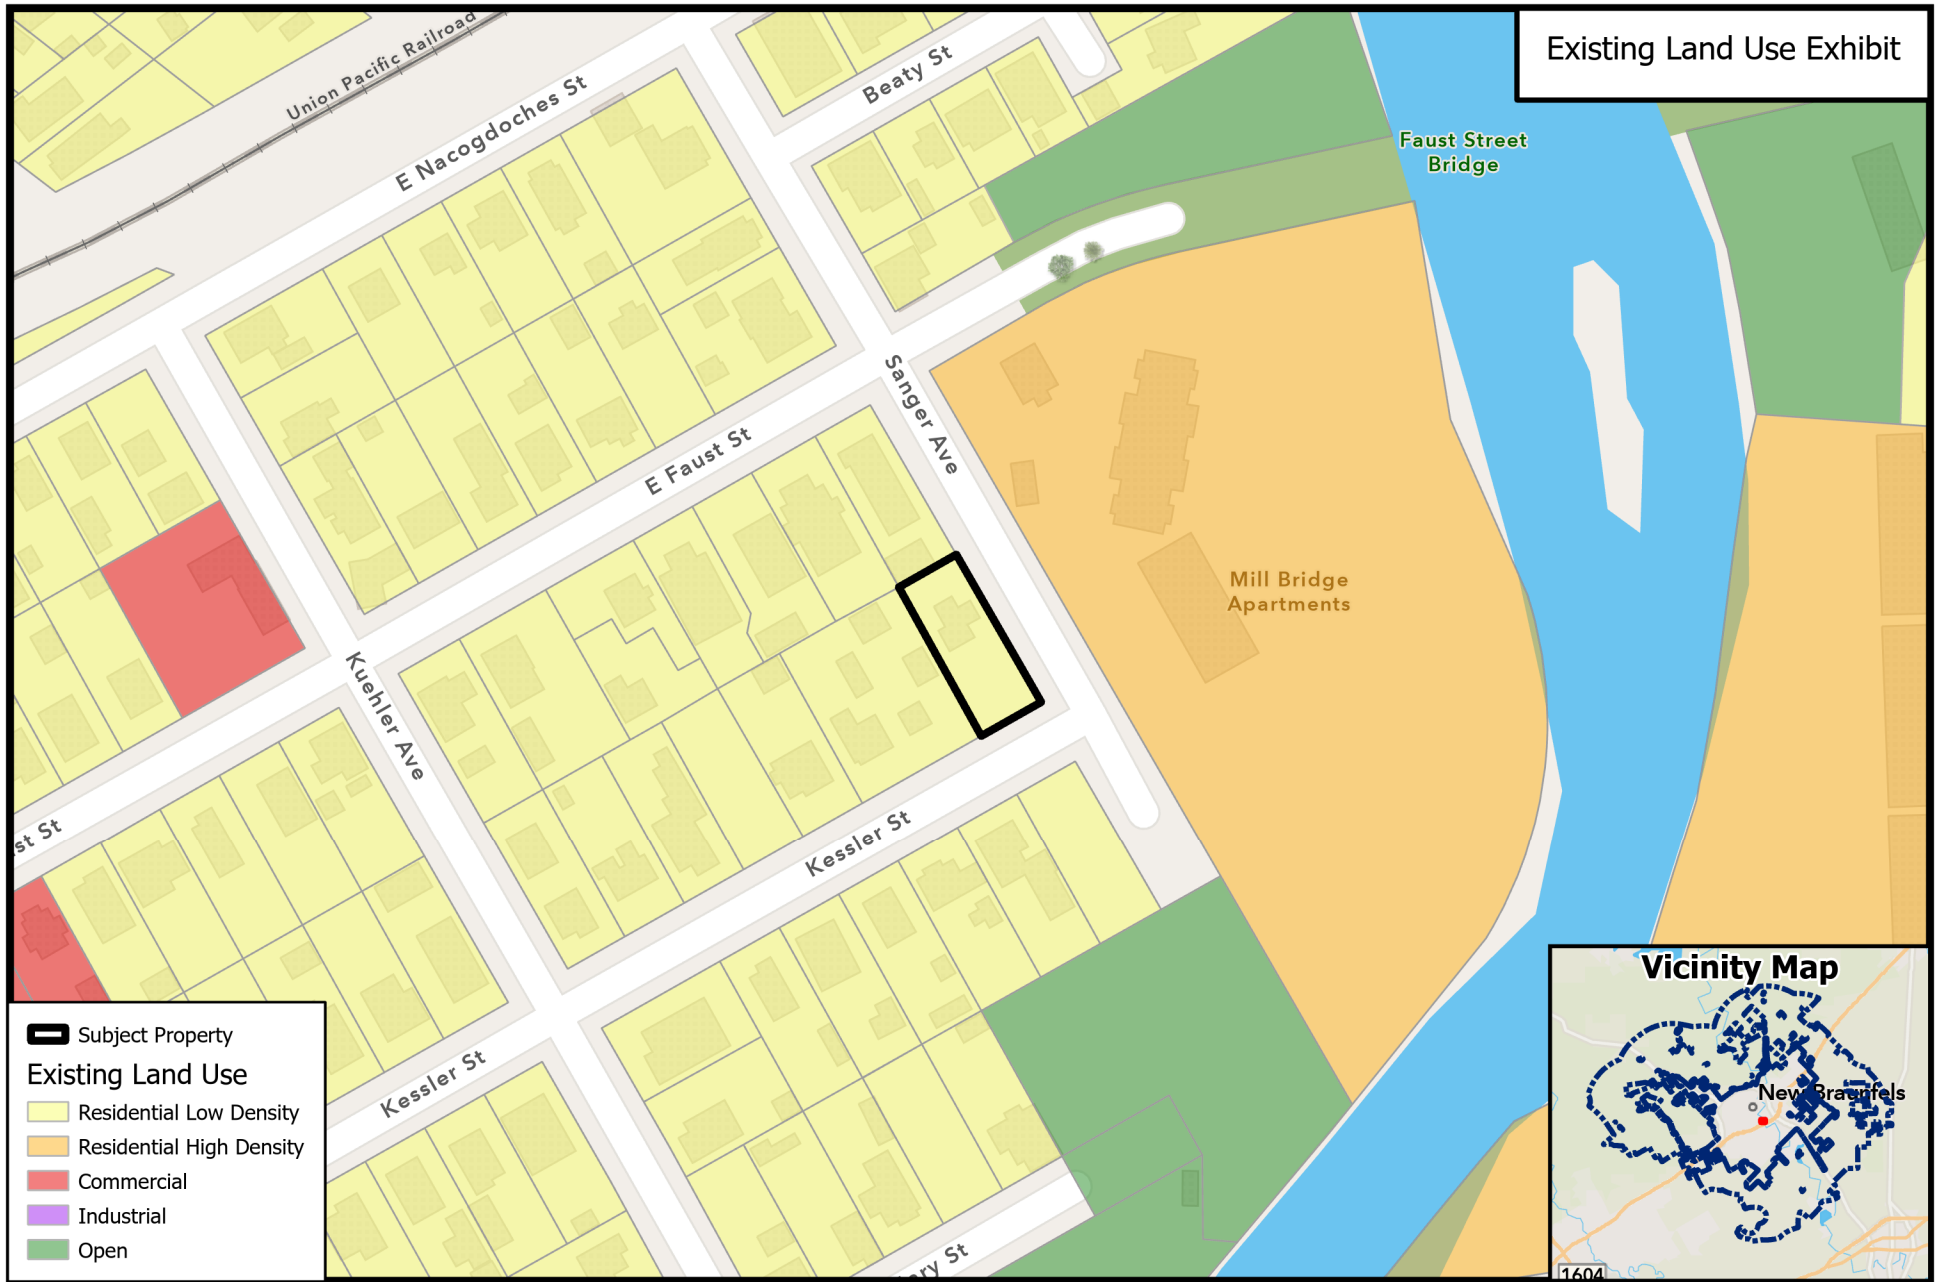 Existing Land Use Exhibit
Union Pacific Railroad
E Nacogdoches St
Beaty St
Faust Street
Bridge
Sanger Ave
E Faust St
Mill Bridge
Apartments
Kuehler Ave
st St
Kessler St
Kessler St
ary St
Subject Property
Existing Land Use
Residential Low Density
Residential High Density
Commercial
Industrial
Open
Vicinity Map
New Braunfels
1604